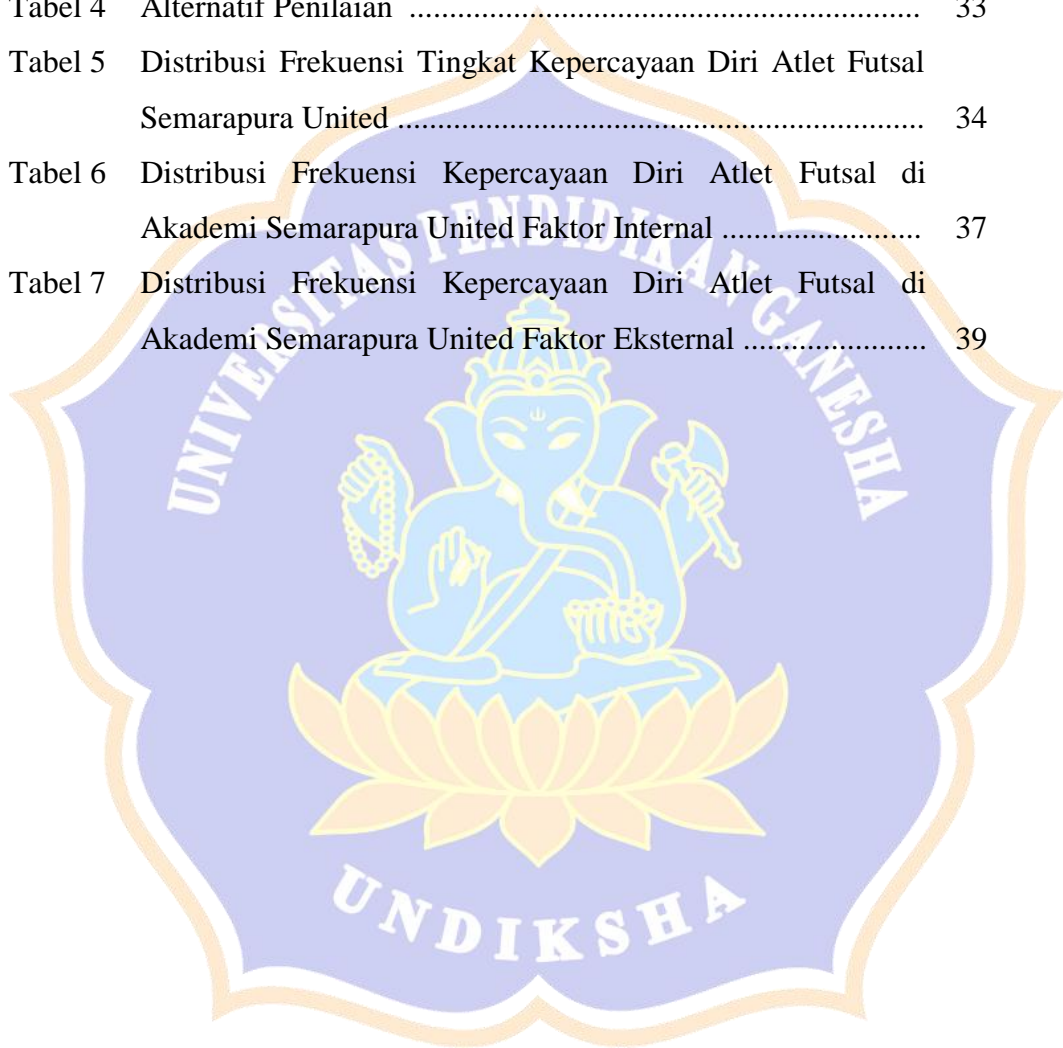 Tabel 4 Alternatif Penilaian ............................................................... 33
Tabel 5 Distribusi Frekuensi Tingkat Kepercayaan Diri Atlet Futsal
Semarapura United ................................................................. 34
Tabel 6 Distribusi Frekuensi Kepercayaan Diri Atlet Futsal di
Akademi Semarapura United Faktor Internal ......................... 37
Tabel 7 Distribusi Frekuensi Kepercayaan Diri Atlet Futsal di
Akademi Semarapura United Faktor Eksternal ....................... 39
UNIVERSITAS PENDIDIKAN GANESHA
UNDIKSHA